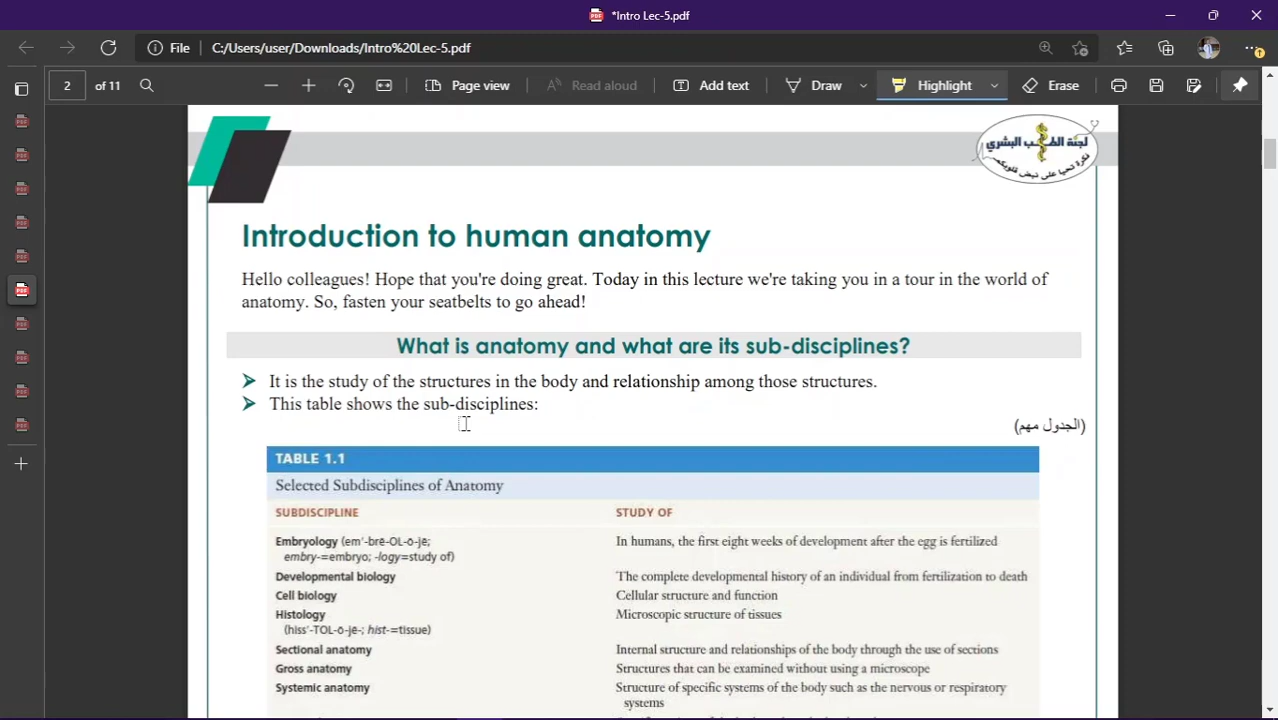 *Intro Lec-5.pdf
File
C:/Users/user/Downloads/Intro%20Lec-5.pdf
2 of 11
Page view
Read aloud
Add text
Draw
Highlight
Erase
لجنة الطب البشري
فكرة تحيا على نبض قلوبكم
Introduction to human anatomy
Hello colleagues! Hope that you're doing great. Today in this lecture we're taking you in a tour in the world of
anatomy. So, fasten your seatbelts to go ahead!
What is anatomy and what are its sub-disciplines?
It is the study of the structures in the body and relationship among those structures.
This table shows the sub-disciplines:
(الجدول مهم)
TABLE 1.1
Selected Subdisciplines of Anatomy
SUBDISCIPLINE STUDY OF
Embryology (em′-brē-OL-ō-jē; In humans, the first eight weeks of development after the egg is fertilized
embry-=embryo; -logy=study of)
Developmental biology The complete developmental history of an individual from fertilization to death
Cell biology Cellular structure and function
Histology Microscopic structure of tissues
(hiss′-TOL-ō-jē-; hist-=tissue)
Sectional anatomy Internal structure and relationships of the body through the use of sections
Gross anatomy Structures that can be examined without using a microscope
Systemic anatomy Structure of specific systems of the body such as the nervous or respiratory
systems